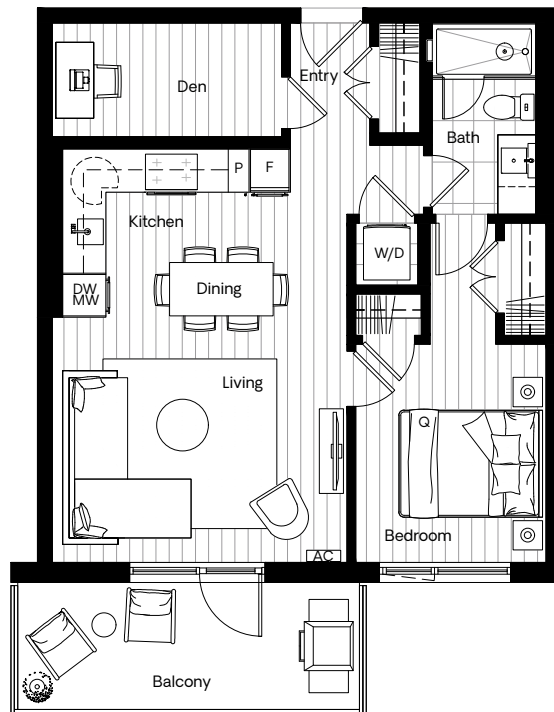 Entry
Den
Bath
P
F
Kitchen
W/D
DW
MW
Dining
Living
Q
Bedroom
AC
Balcony